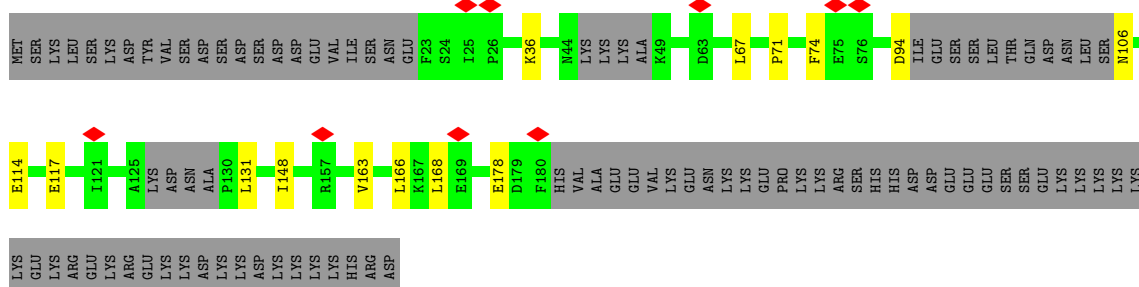 MET SER LYS LEU SER LYS LYS ASP TYR VAL SER ASP SER ASP SER ASP ASP GLU VAL ILE SER ASN GLU F23 S24 I25 P26 K36 N44 LYS LYS LYS ALA K49 D63 L67 P71 F74 E75 S76 D94 ILE GLU SER SER LEU THR GLN ASP ASN LEU SER N106
E114 E117 I121 A125 LYS ASP ASN ALA P130 L131 I148 R157 V163 L166 K167 L168 E169 E178 D179 F180 HIS VAL ALA GLU GLU VAL LYS GLU ASN LYS LYS GLU PRO LYS LYS ARG SER HIS HIS ASP ASP GLU GLU GLU SER SER GLU LYS LYS LYS LYS LYS
LYS GLU LYS ARG GLU LYS ARG GLU LYS LYS ASP LYS LYS ASP LYS LYS LYS LYS HIS ARG ASP